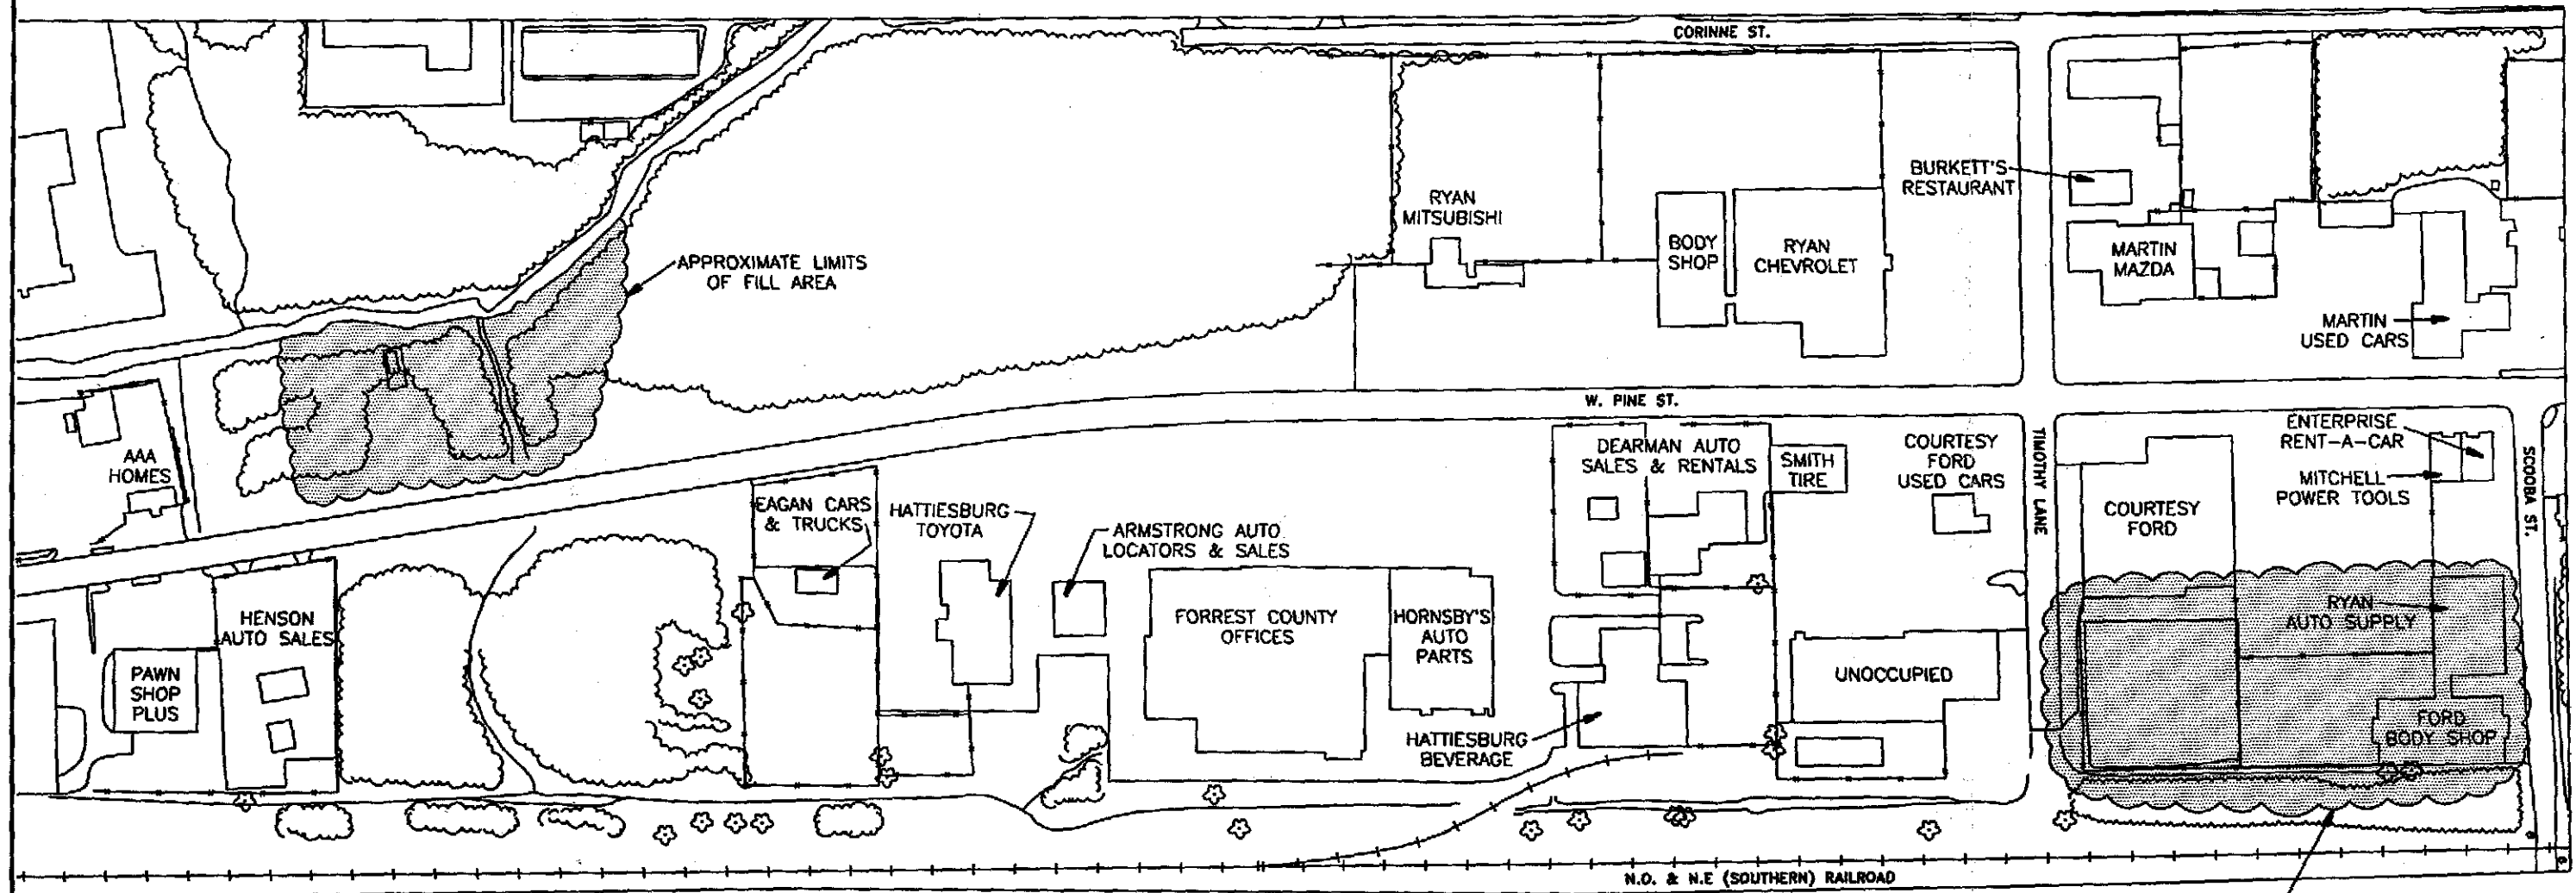 CORINNE ST.
BURKETT'S
RESTAURANT
RYAN
MITSUBISHI
BODY
SHOP
RYAN
CHEVROLET
MARTIN
MAZDA
MARTIN
USED CARS
APPROXIMATE LIMITS
OF FILL AREA
W. PINE ST.
AAA
HOMES
EAGAN CARS
& TRUCKS
HATTIESBURG
TOYOTA
ARMSTRONG AUTO
LOCATORS & SALES
DEARMAN AUTO
SALES & RENTALS
SMITH
TIRE
COURTESY
FORD
USED CARS
TIMOTHY LANE
COURTESY
FORD
ENTERPRISE
RENT-A-CAR
MITCHELL
POWER TOOLS
SCOOBA ST.
HENSON
AUTO SALES
PAWN
SHOP
PLUS
FORREST COUNTY
OFFICES
HORNSBY'S
AUTO
PARTS
HATTIESBURG
BEVERAGE
UNOCCUPIED
RYAN
AUTO SUPPLY
FORD
BODY SHOP
N.O. & N.E (SOUTHERN) RAILROAD